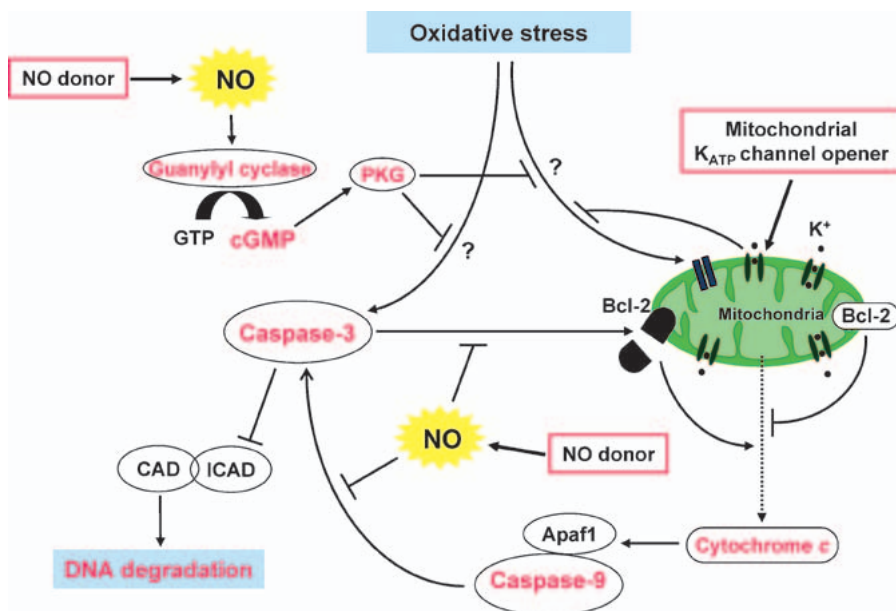 Oxidative stress
NO donor
NO
Mitochondrial
K_ATP channel opener
Guanylyl cyclase
PKG
?
GTP
cGMP
?
K⁺
Bcl-2
Mitochondria
Bcl-2
Caspase-3
NO
NO donor
CAD
ICAD
Apaf1
Cytochrome c
DNA degradation
Caspase-9